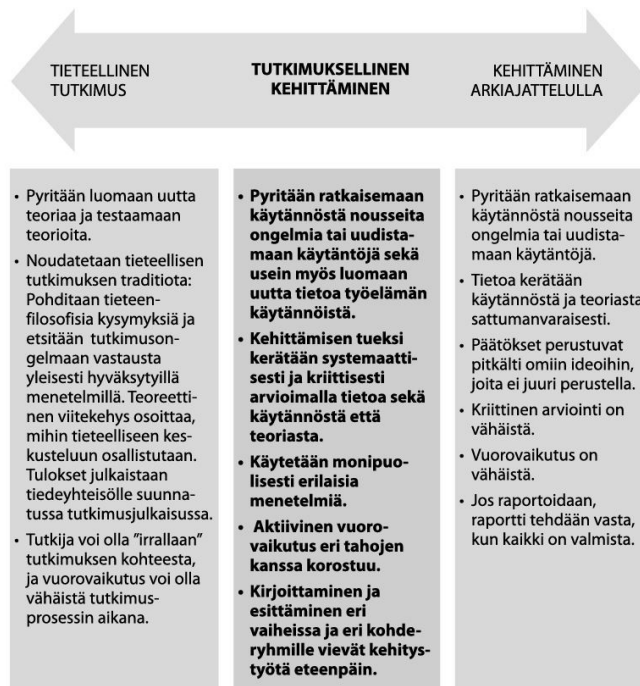 TIETEELLINEN
TUTKIMUS
TUTKIMUKSELLINEN
KEHITTÄMINEN
KEHITTÄMINEN
ARKIAJATTELULLA
• Pyritään luomaan uutta
teoriaa ja testaamaan
teorioita.
• Noudatetaan tieteellisen
tutkimuksen traditiota:
Pohditaan tieteen-
filosofisia kysymyksiä ja
etsitään tutkimuson-
gelmaan vastausta
yleisesti hyväksytyillä
menetelmillä. Teoreetti-
nen viitekehys osoittaa,
mihin tieteelliseen kes-
kusteluun osallistutaan.
Tulokset julkaistaan
tiedeyhteisölle suunna-
tussa tutkimusjulkaisussa.
• Tutkija voi olla ”irrallaan”
tutkimuksen kohteesta,
ja vuorovaikutus voi olla
vähäistä tutkimus-
prosessin aikana.
• Pyritään ratkaisemaan
käytännöstä nousseita
ongelmia tai uudista-
maan käytäntöjä sekä
usein myös luomaan
uutta tietoa työelämän
käytännöistä.
• Kehittämisen tueksi
kerätään systemaatti-
sesti ja kriittisesti
arvioimalla tietoa sekä
käytännöstä että
teoriasta.
• Käytetään monipuo-
lisesti erilaisia
menetelmiä.
• Aktiivinen vuoro-
vaikutus eri tahojen
kanssa korostuu.
• Kirjoittaminen ja
esittäminen eri
vaiheissa ja eri kohde-
ryhmille vievät kehitys-
työtä eteenpäin.
• Pyritään ratkaisemaan
käytännöstä nousseita
ongelmia tai uudista-
maan käytäntöjä.
• Tietoa kerätään
käytännöstä ja teoriasta
sattumanvaraisesti.
• Päätökset perustuvat
pitkälti omiin ideoihin,
joita ei juuri perustella.
• Kriittinen arviointi on
vähäistä.
• Vuorovaikutus on
vähäistä.
• Jos raportoidaan,
raportti tehdään vasta,
kun kaikki on valmista.